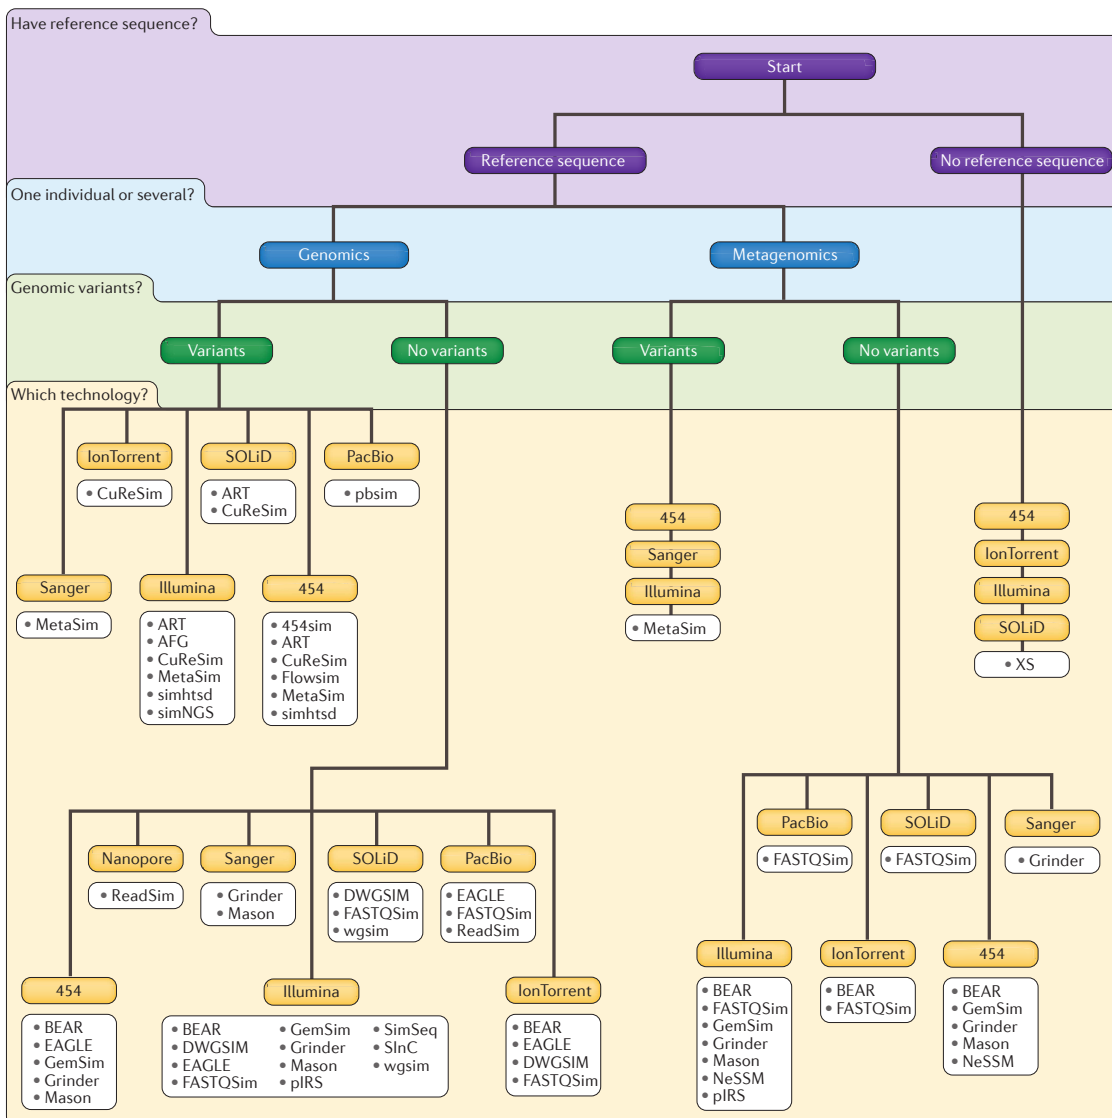 Have reference sequence?
Start
Reference sequence
No reference sequence
One individual or several?
Genomics
Metagenomics
Genomic variants?
Variants
No variants
Variants
No variants
Which technology?
IonTorrent
• CuReSim
SOLiD
• ART
• CuReSim
PacBio
• pbsim
Sanger
• MetaSim
Illumina
• ART
• AFG
• CuReSim
• MetaSim
• simhtsd
• simNGS
454
• 454sim
• ART
• CuReSim
• Flowsim
• MetaSim
• simhtsd
454
Sanger
Illumina
• MetaSim
454
IonTorrent
Illumina
SOLiD
• XS
Nanopore
• ReadSim
Sanger
• Grinder
• Mason
SOLiD
• DWGSIM
• FASTQSim
• wgsim
PacBio
• EAGLE
• FASTQSim
• ReadSim
454
• BEAR
• EAGLE
• GemSim
• Grinder
• Mason
Illumina
• BEAR
• DWGSIM
• EAGLE
• FASTQSim
• GemSim
• Grinder
• Mason
• pIRS
• SimSeq
• SInC
• wgsim
IonTorrent
• BEAR
• EAGLE
• DWGSIM
• FASTQSim
PacBio
• FASTQSim
SOLiD
• FASTQSim
Sanger
• Grinder
Illumina
• BEAR
• FASTQSim
• GemSim
• Grinder
• Mason
• NeSSM
• pIRS
IonTorrent
• BEAR
• FASTQSim
454
• BEAR
• GemSim
• Grinder
• Mason
• NeSSM